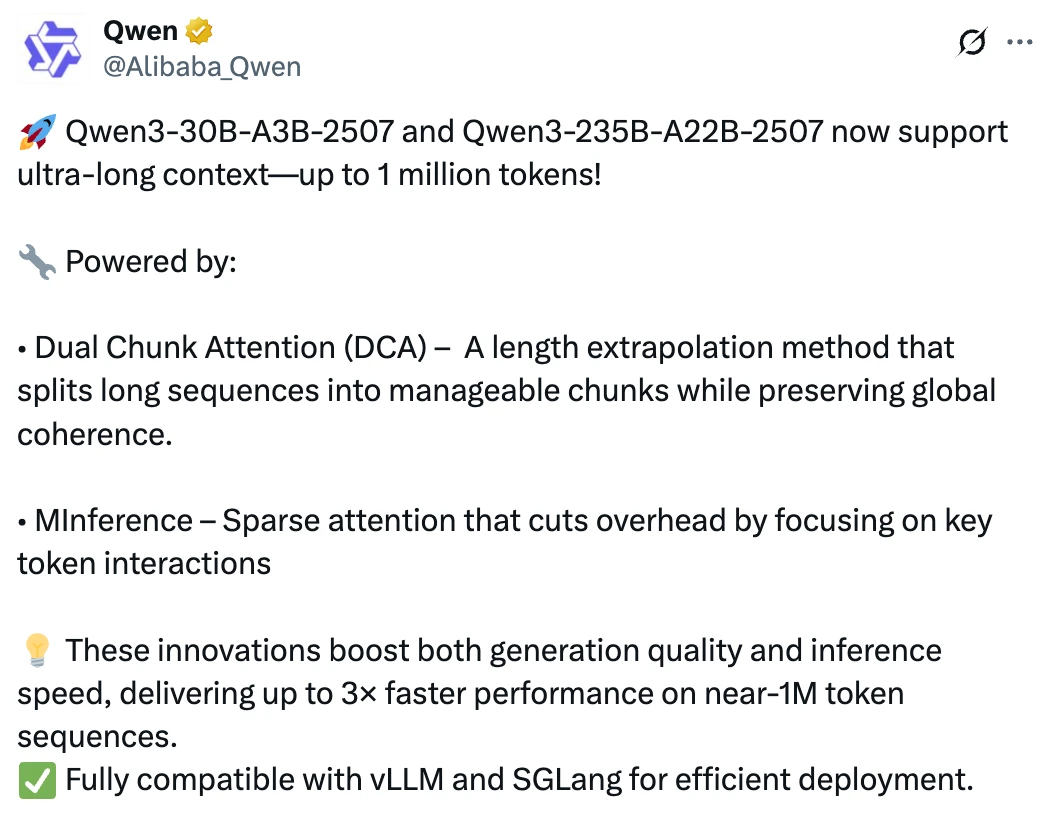 Qwen
@Alibaba_Qwen
🚀 Qwen3-30B-A3B-2507 and Qwen3-235B-A22B-2507 now support
ultra-long context—up to 1 million tokens!
🔧 Powered by:
• Dual Chunk Attention (DCA) –  A length extrapolation method that
splits long sequences into manageable chunks while preserving global
coherence.
• MInference – Sparse attention that cuts overhead by focusing on key
token interactions
💡 These innovations boost both generation quality and inference
speed, delivering up to 3× faster performance on near-1M token
sequences.
✅ Fully compatible with vLLM and SGLang for efficient deployment.